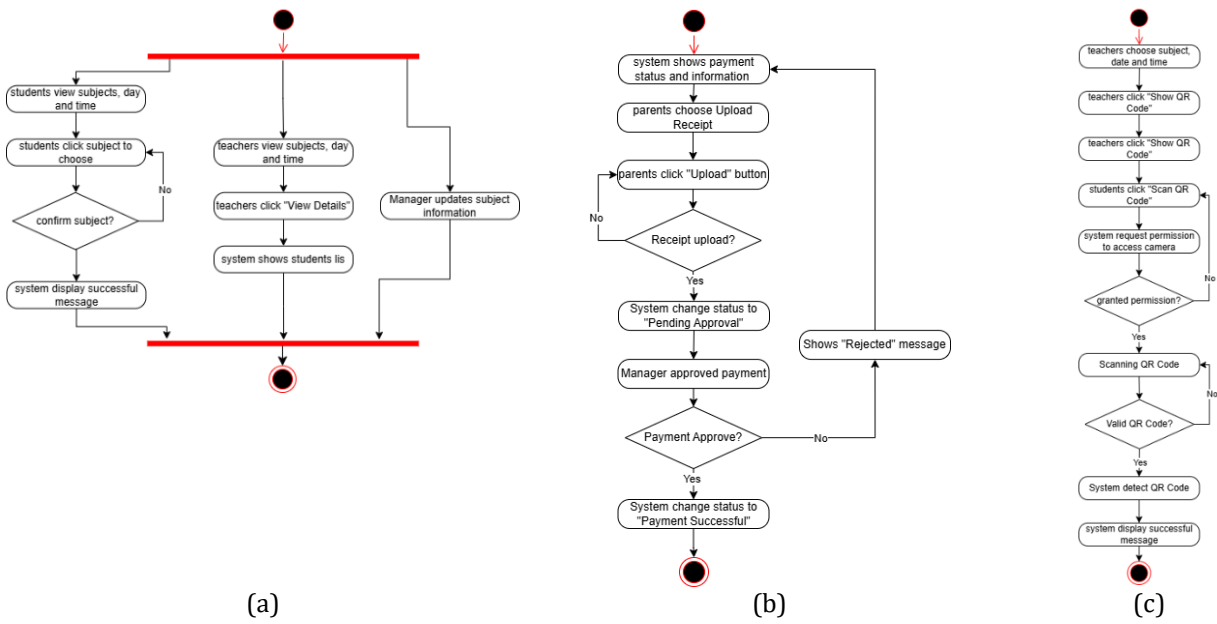 students view subjects, day
and time
students click subject to
choose
No
confirm subject?
system display successful
message
teachers view subjects, day
and time
teachers click "View Details"
system shows students lis
Manager updates subject
information
(a)
system shows payment
status and information
parents choose Upload
Receipt
parents click "Upload" button
No
Receipt upload?
Yes
System change status to
"Pending Approval"
Shows "Rejected" message
Manager approved payment
Payment Approve?
No
Yes
System change status to
"Payment Successful"
(b)
teachers choose subject,
date and time
teachers click "Show QR
Code"
teachers click "Show QR
Code"
students click "Scan QR
Code"
system request permission
to access camera
No
granted permission?
Yes
Scanning QR Code
No
Valid QR Code?
Yes
System detect QR Code
system display successful
message
(c)